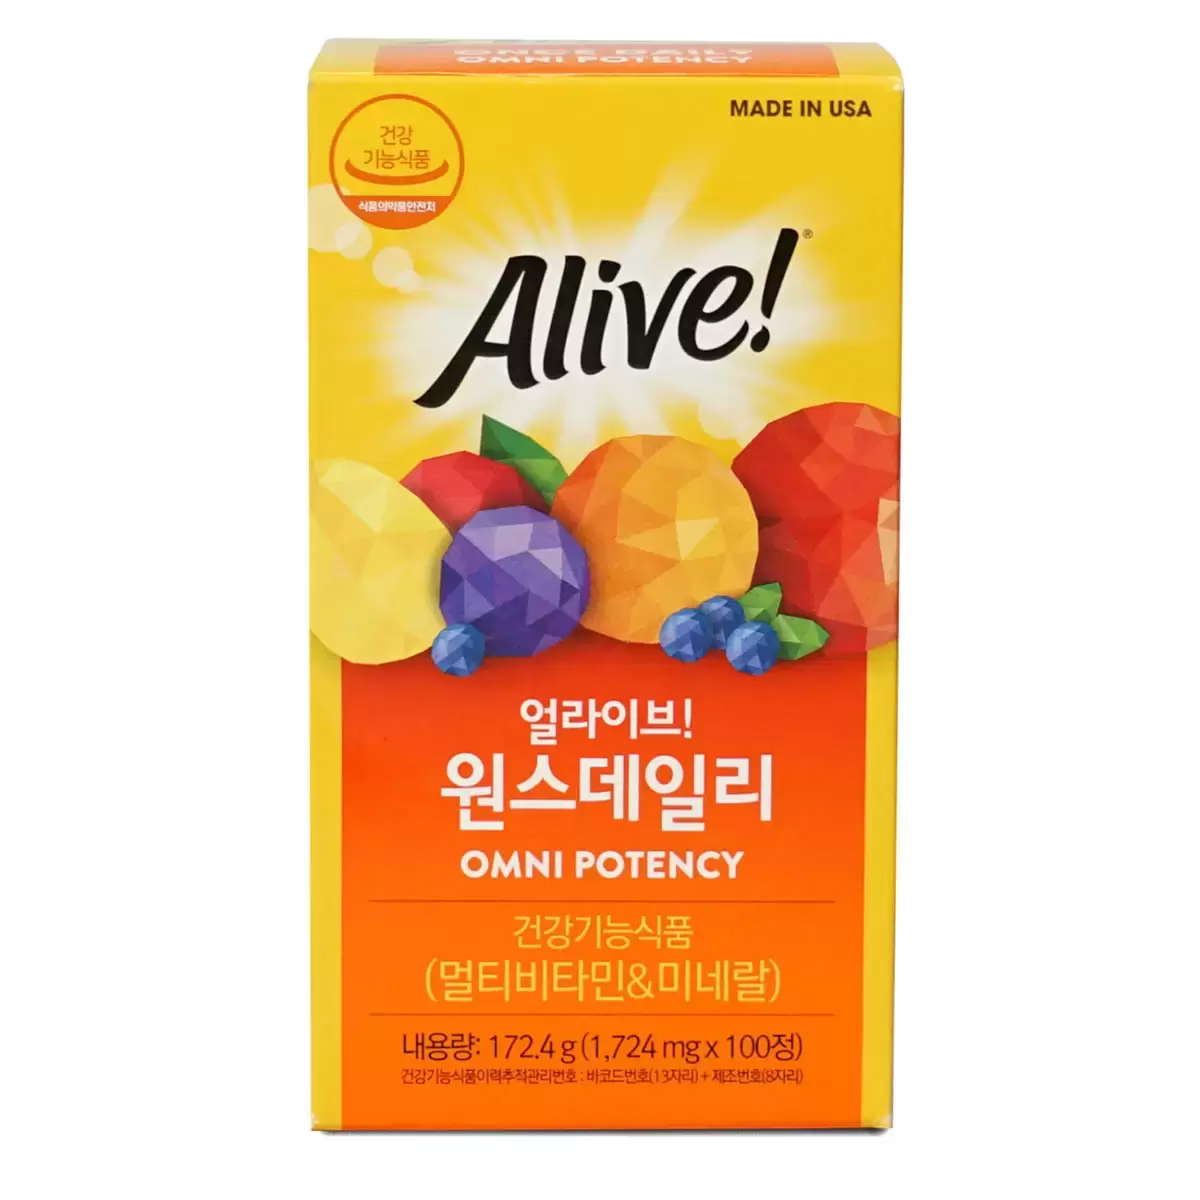 ONCE DAILY
OMNI POTENCY
MADE IN USA
건강
기능식품
식품의약품안전처
Alive!®
얼라이브!
원스데일리
OMNI POTENCY
건강기능식품
(멀티비타민&미네랄)
내용량: 172.4 g (1,724 mg x 100정)
건강기능식품이력추적관리번호 : 바코드번호(13자리) + 제조번호(8자리)